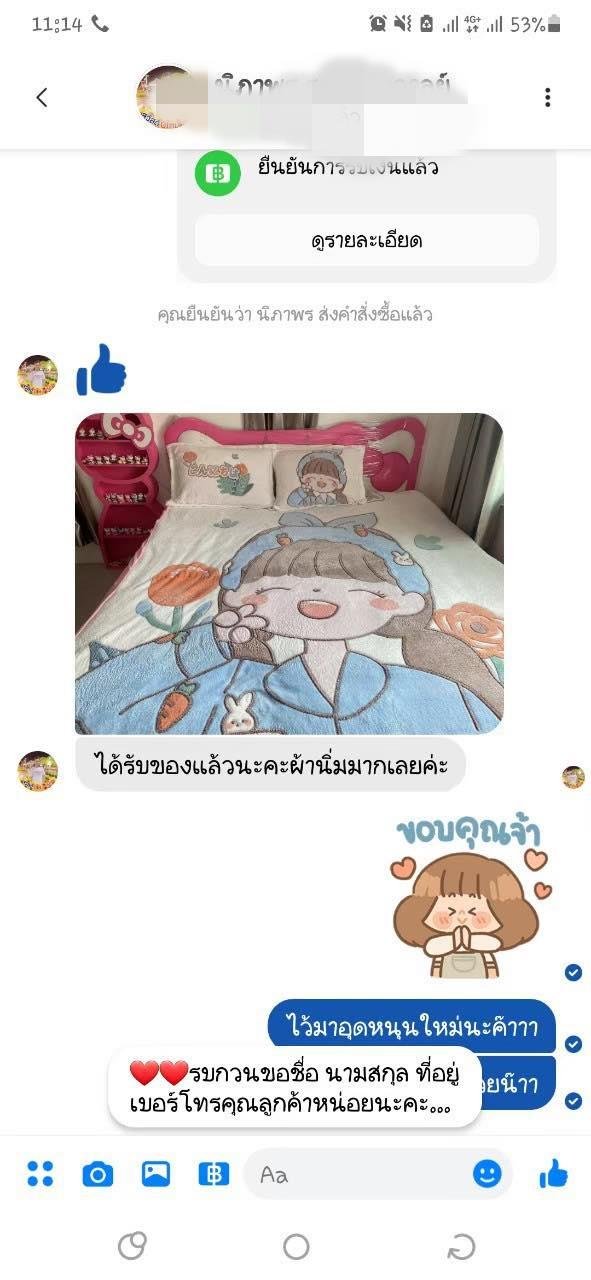 11:14
4G+
53%
นิภาพร
ยืนยันการรับเงินแล้ว
ดูรายละเอียด
คุณยืนยันว่า นิภาพร ส่งคำสั่งซื้อแล้ว
ได้รับของแล้วนะคะผ้านิ่มมากเลยค่ะ
ขอบคุณจ้า
ไว้มาอุดหนุนใหม่นะค๊าาา
❤️❤️รบกวนขอชื่อ นามสกุล ที่อยู่
เบอร์โทรคุณลูกค้าหน่อยนะคะ...
Aa